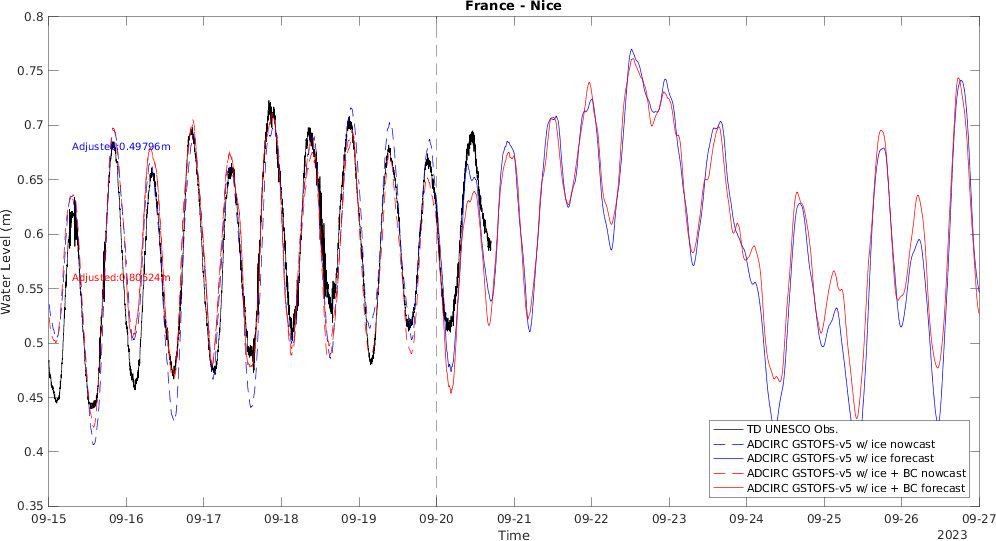 France - Nice
Water Level (m)
0.8
0.75
0.7
0.65
0.6
0.55
0.5
0.45
0.4
0.35
Adjusted:0.49796m
Adjusted:0.80524m
TD UNESCO Obs.
ADCIRC GSTOFS-v5 w/ ice nowcast
ADCIRC GSTOFS-v5 w/ ice forecast
ADCIRC GSTOFS-v5 w/ ice + BC nowcast
ADCIRC GSTOFS-v5 w/ ice + BC forecast
09-15 09-16 09-17 09-18 09-19 09-20 09-21 09-22 09-23 09-24 09-25 09-26 09-27
Time
2023